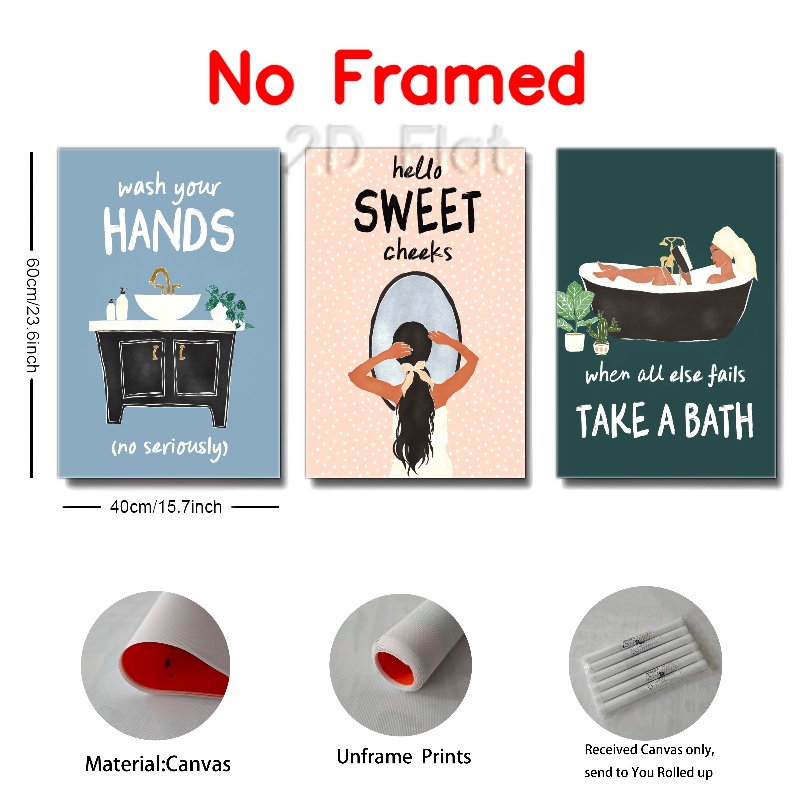 No Framed
2D Flat
wash your
HANDS
(no seriously)
hello
SWEET
cheeks
when all else fails
TAKE A BATH
60cm/23.6inch
40cm/15.7inch
Material:Canvas
Unframe Prints
Received Canvas only,
send to You Rolled up